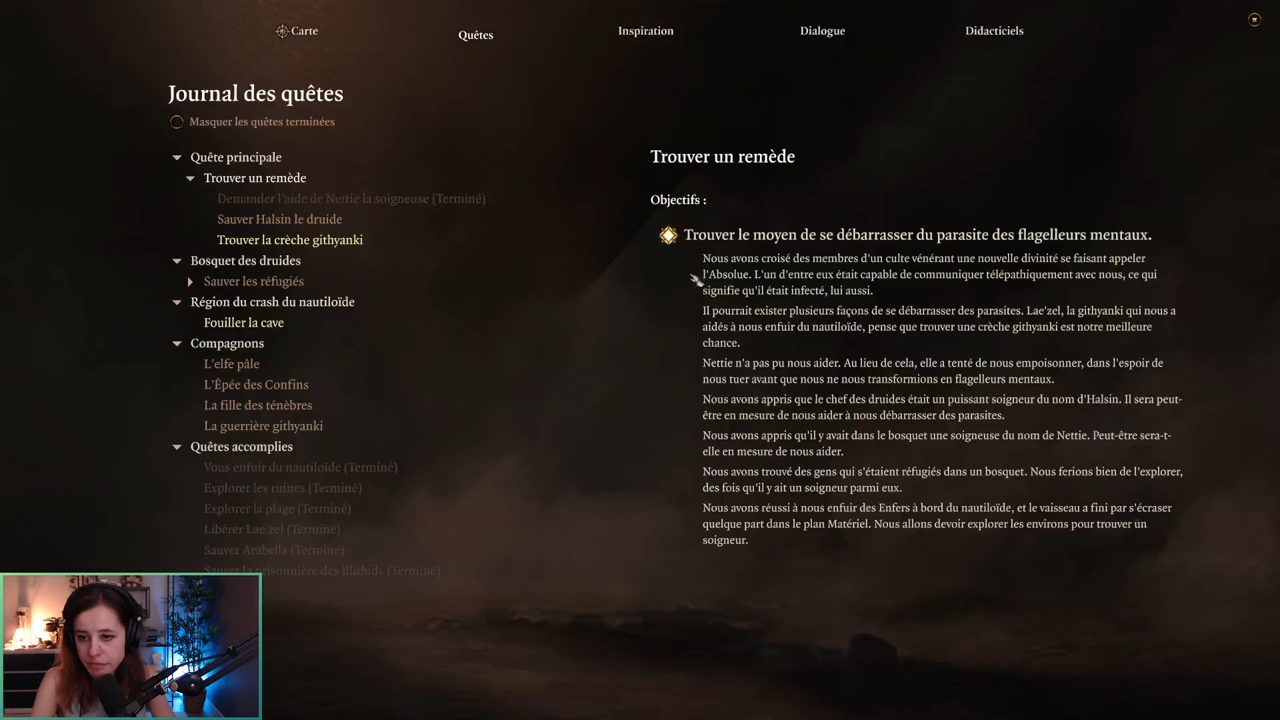 Carte
Quêtes
Inspiration
Dialogue
Didacticiels
Journal des quêtes
Masquer les quêtes terminées
Quête principale
Trouver un remède
Demander l'aide de Nettie la soigneuse (Terminé)
Sauver Halsin le druide
Trouver la crèche githyanki
Bosquet des druides
Sauver les réfugiés
Région du crash du nautiloïde
Fouiller la cave
Compagnons
L'elfe pâle
L'Épée des Confins
La fille des ténèbres
La guerrière githyanki
Quêtes accomplies
Vous enfuir du nautiloïde (Terminé)
Explorer les ruines (Terminé)
Explorer la plage (Terminé)
Libérer Lae'zel (Terminé)
Sauver Arabella (Terminé)
Sauver la prisonnière des illithids (Terminé)
Trouver un remède
Objectifs :
Trouver le moyen de se débarrasser du parasite des flagelleurs mentaux.
Nous avons croisé des membres d'un culte vénérant une nouvelle divinité se faisant appeler
l'Absolue. L'un d'entre eux était capable de communiquer télépathiquement avec nous, ce qui
signifie qu'il était infecté, lui aussi.
Il pourrait exister plusieurs façons de se débarrasser des parasites. Lae'zel, la githyanki qui nous a
aidés à nous enfuir du nautiloïde, pense que trouver une crèche githyanki est notre meilleure
chance.
Nettie n'a pas pu nous aider. Au lieu de cela, elle a tenté de nous empoisonner, dans l'espoir de
nous tuer avant que nous ne nous transformions en flagelleurs mentaux.
Nous avons appris que le chef des druides était un puissant soigneur du nom d'Halsin. Il sera peut-
être en mesure de nous aider à nous débarrasser des parasites.
Nous avons appris qu'il y avait dans le bosquet une soigneuse du nom de Nettie. Peut-être sera-t-
elle en mesure de nous aider.
Nous avons trouvé des gens qui s'étaient réfugiés dans un bosquet. Nous ferions bien de l'explorer,
des fois qu'il y ait un soigneur parmi eux.
Nous avons réussi à nous enfuir des Enfers à bord du nautiloïde, et le vaisseau a fini par s'écraser
quelque part dans le plan Matériel. Nous allons devoir explorer les environs pour trouver un
soigneur.